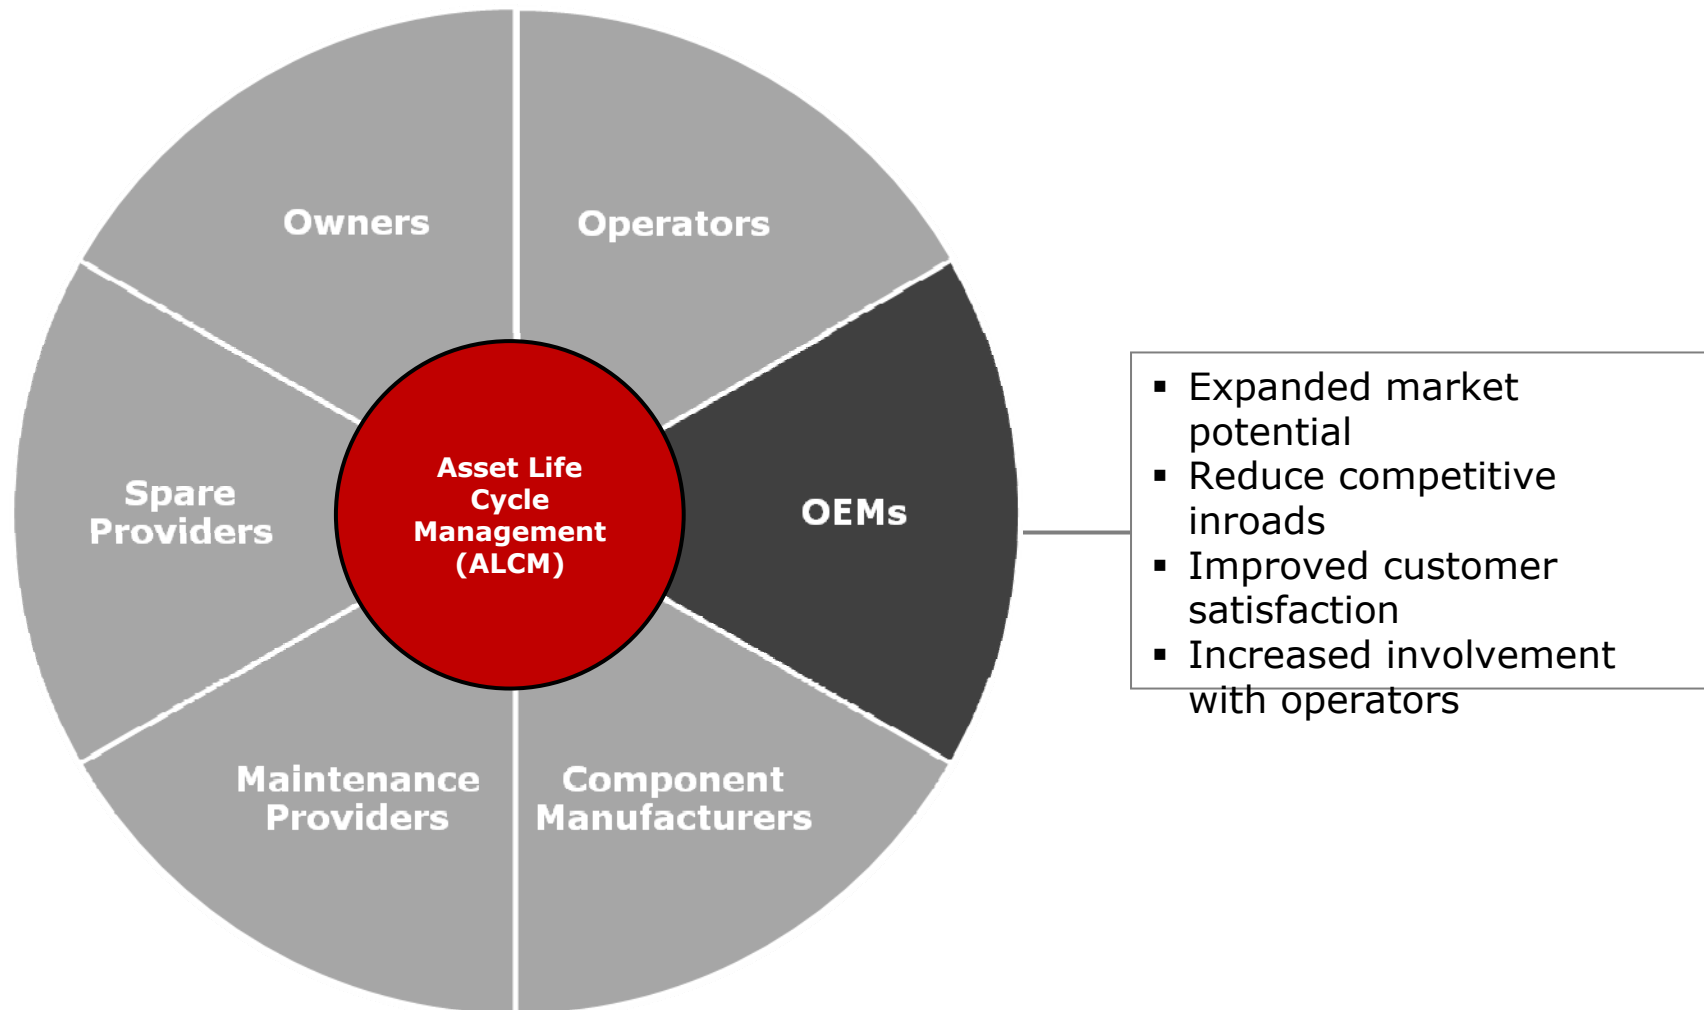 Owners
Operators
Spare
Providers
Asset Life
Cycle
Management
(ALCM)
OEMs
Maintenance
Providers
Component
Manufacturers
▪ Expanded market
potential
▪ Reduce competitive
inroads
▪ Improved customer
satisfaction
▪ Increased involvement
with operators